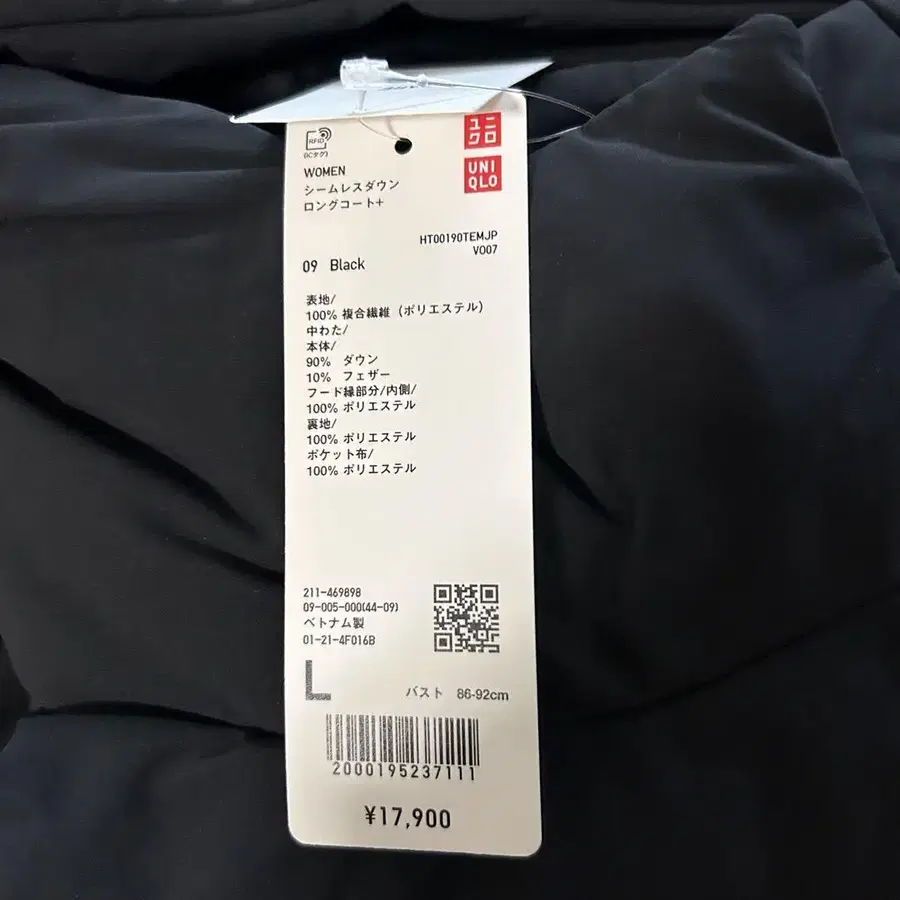 RFID
(ICタグ)
ユニ
クロ
UNI
QLO
WOMEN
シームレスダウン
ロングコート+
HT00190TEMJP
VO07
09 Black
表地/
100% 複合繊維 (ポリエステル)
中わた/
本体/
90% ダウン
10% フェザー
フード縁部分/内側/
100% ポリエステル
裏地/
100% ポリエステル
ポケット布/
100% ポリエステル
211-469898
09-005-000(44-09)
ベトナム製
01-21-4F016B
L
バスト 86-92cm
2000195237111
¥17,900